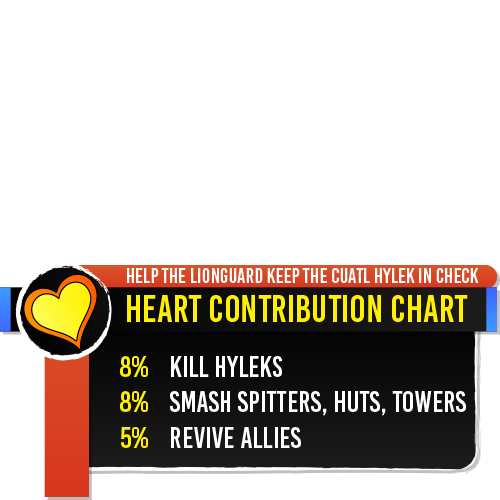 HELP THE LIONGUARD KEEP THE CUATL HYLEK IN CHECK
HEART CONTRIBUTION CHART
8% KILL HYLEKS
8% SMASH SPITTERS, HUTS, TOWERS
5% REVIVE ALLIES